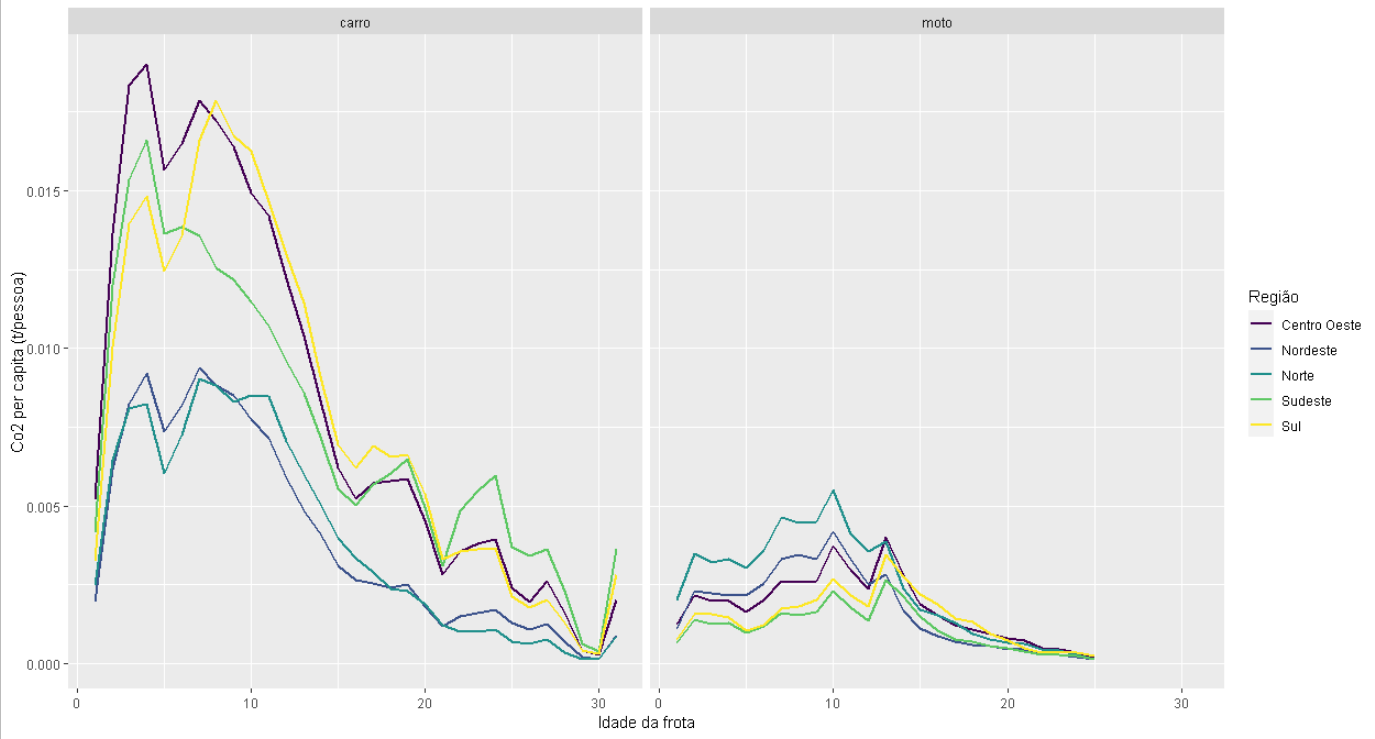 carro
moto
Co2 per capita (t/pessoa)
0.015
0.010
0.005
0.000
0
10
20
30
0
10
20
30
Idade da frota
Região
Centro Oeste
Nordeste
Norte
Sudeste
Sul